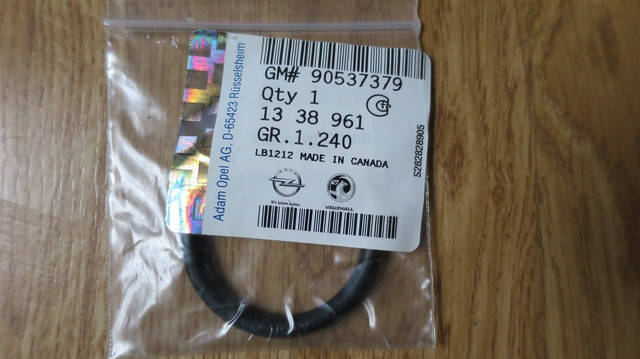 GM# 90537379
Qty 1
13 38 961
GR.1.240
LB1212 MADE IN CANADA
Wir leben Autos.
VAUXHALL
Adam Opel AG, D-65423 Rüsselsheim
S282828905